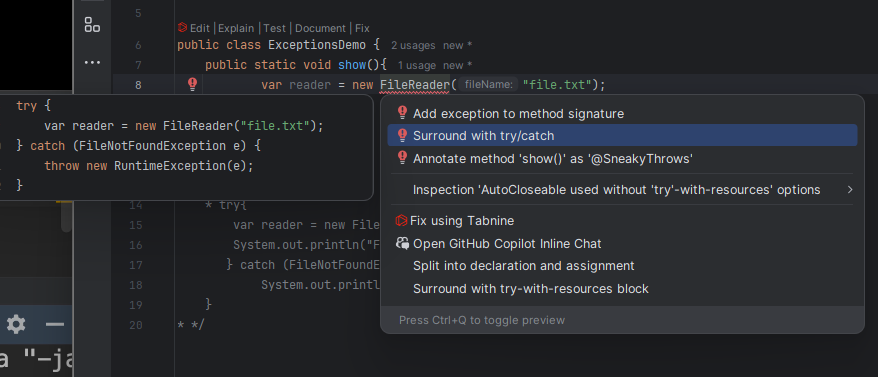 5
Edit | Explain | Test | Document | Fix
6 public class ExceptionsDemo { 2 usages new *
7 public static void show(){ 1 usage new *
8 var reader = new FileReader( fileName: "file.txt");
try {
var reader = new FileReader("file.txt");
} catch (FileNotFoundException e) {
throw new RuntimeException(e);
}
Add exception to method signature
Surround with try/catch
Annotate method 'show()' as '@SneakyThrows'
Inspection 'AutoCloseable used without 'try'-with-resources' options
Fix using Tabnine
Open GitHub Copilot Inline Chat
Split into declaration and assignment
Surround with try-with-resources block
Press Ctrl+Q to toggle preview
14 * try{
15 var reader = new File
16 System.out.println("F
17 } catch (FileNotFoundE
18 System.out.printl
19 }
20 * */
a "-ja